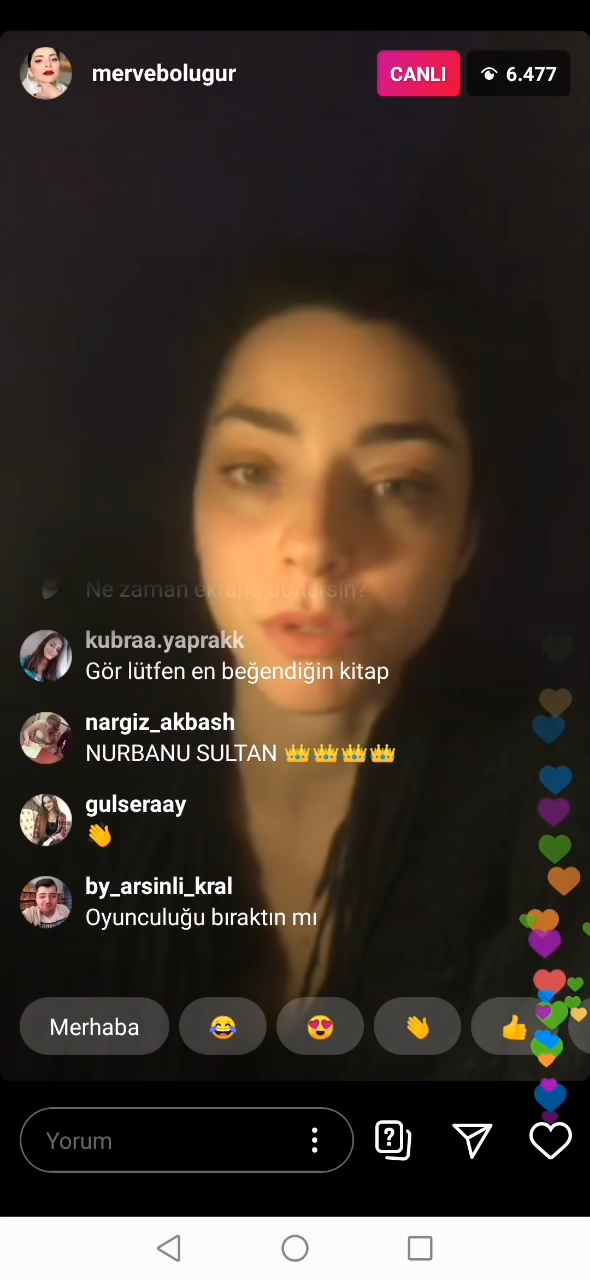 mervebolugur
CANLI
6.477
Ne zaman ekrana dönersin?
kubraa.yaprakk
Gör lütfen en beğendiğin kitap
nargiz_akbash
NURBANU SULTAN 👑👑👑👑
gulseraay
👋
by_arsinli_kral
Oyunculuğu bıraktın mı
Merhaba 😂 😍 👋 👍
Yorum